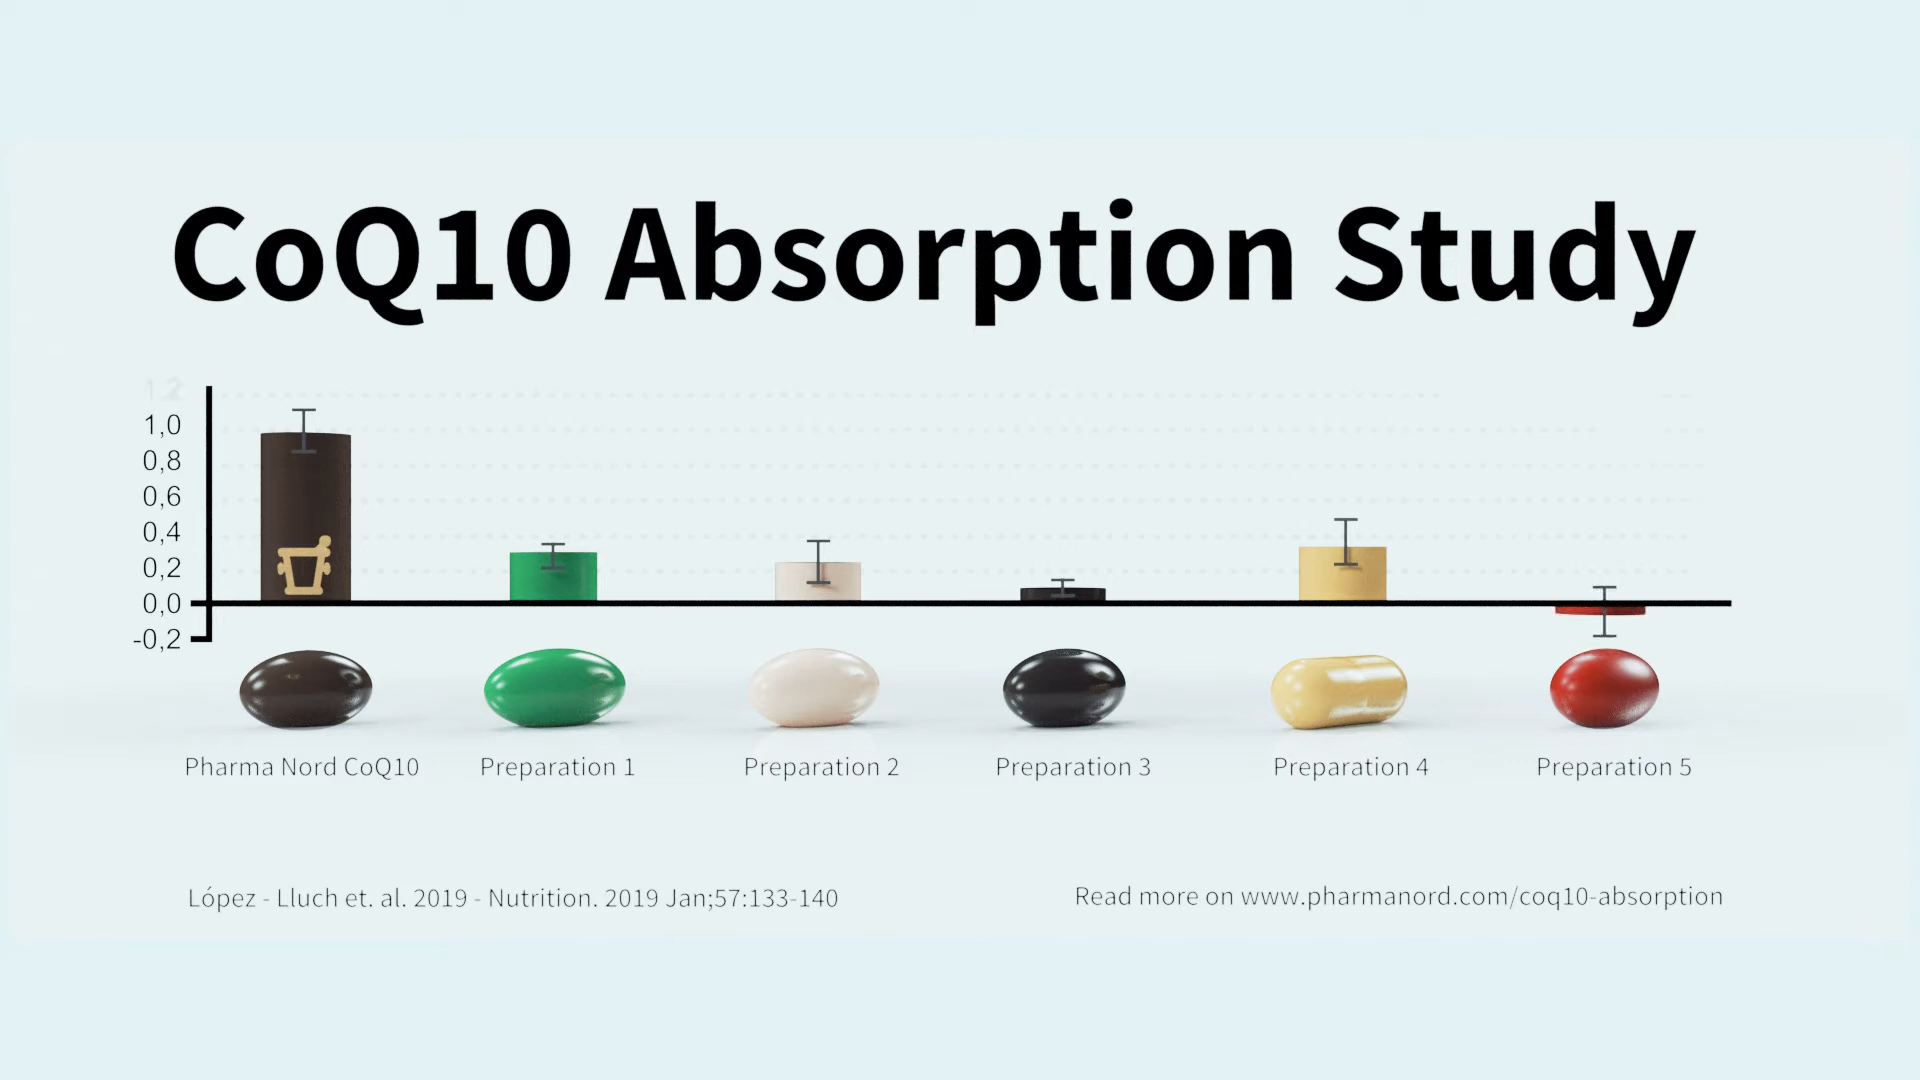 CoQ10 Absorption Study
1,2
1,0
0,8
0,6
0,4
0,2
0,0
-0,2
Pharma Nord CoQ10 Preparation 1 Preparation 2 Preparation 3 Preparation 4 Preparation 5
López - Lluch et. al. 2019 - Nutrition. 2019 Jan;57:133-140
Read more on www.pharmanord.com/coq10-absorption